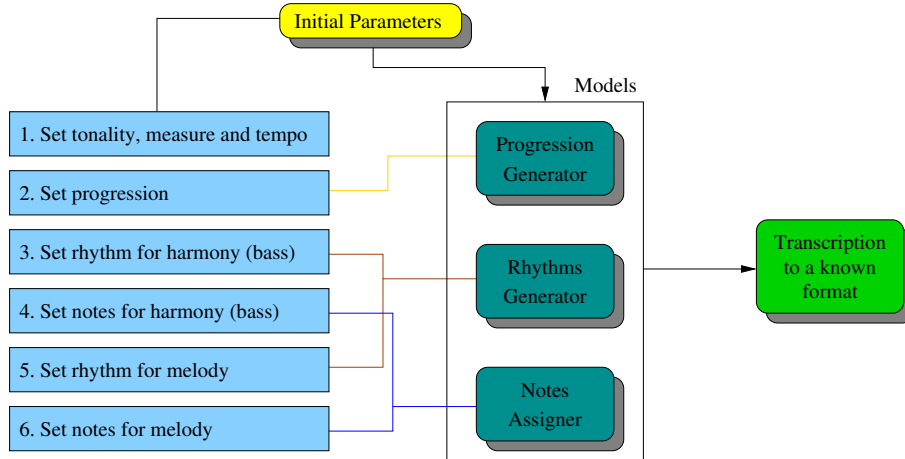 Initial Parameters
Models
1. Set tonality, measure and tempo
2. Set progression
3. Set rhythm for harmony (bass)
4. Set notes for harmony (bass)
5. Set rhythm for melody
6. Set notes for melody
Progression
Generator
Rhythms
Generator
Notes
Assigner
Transcription
to a known
format